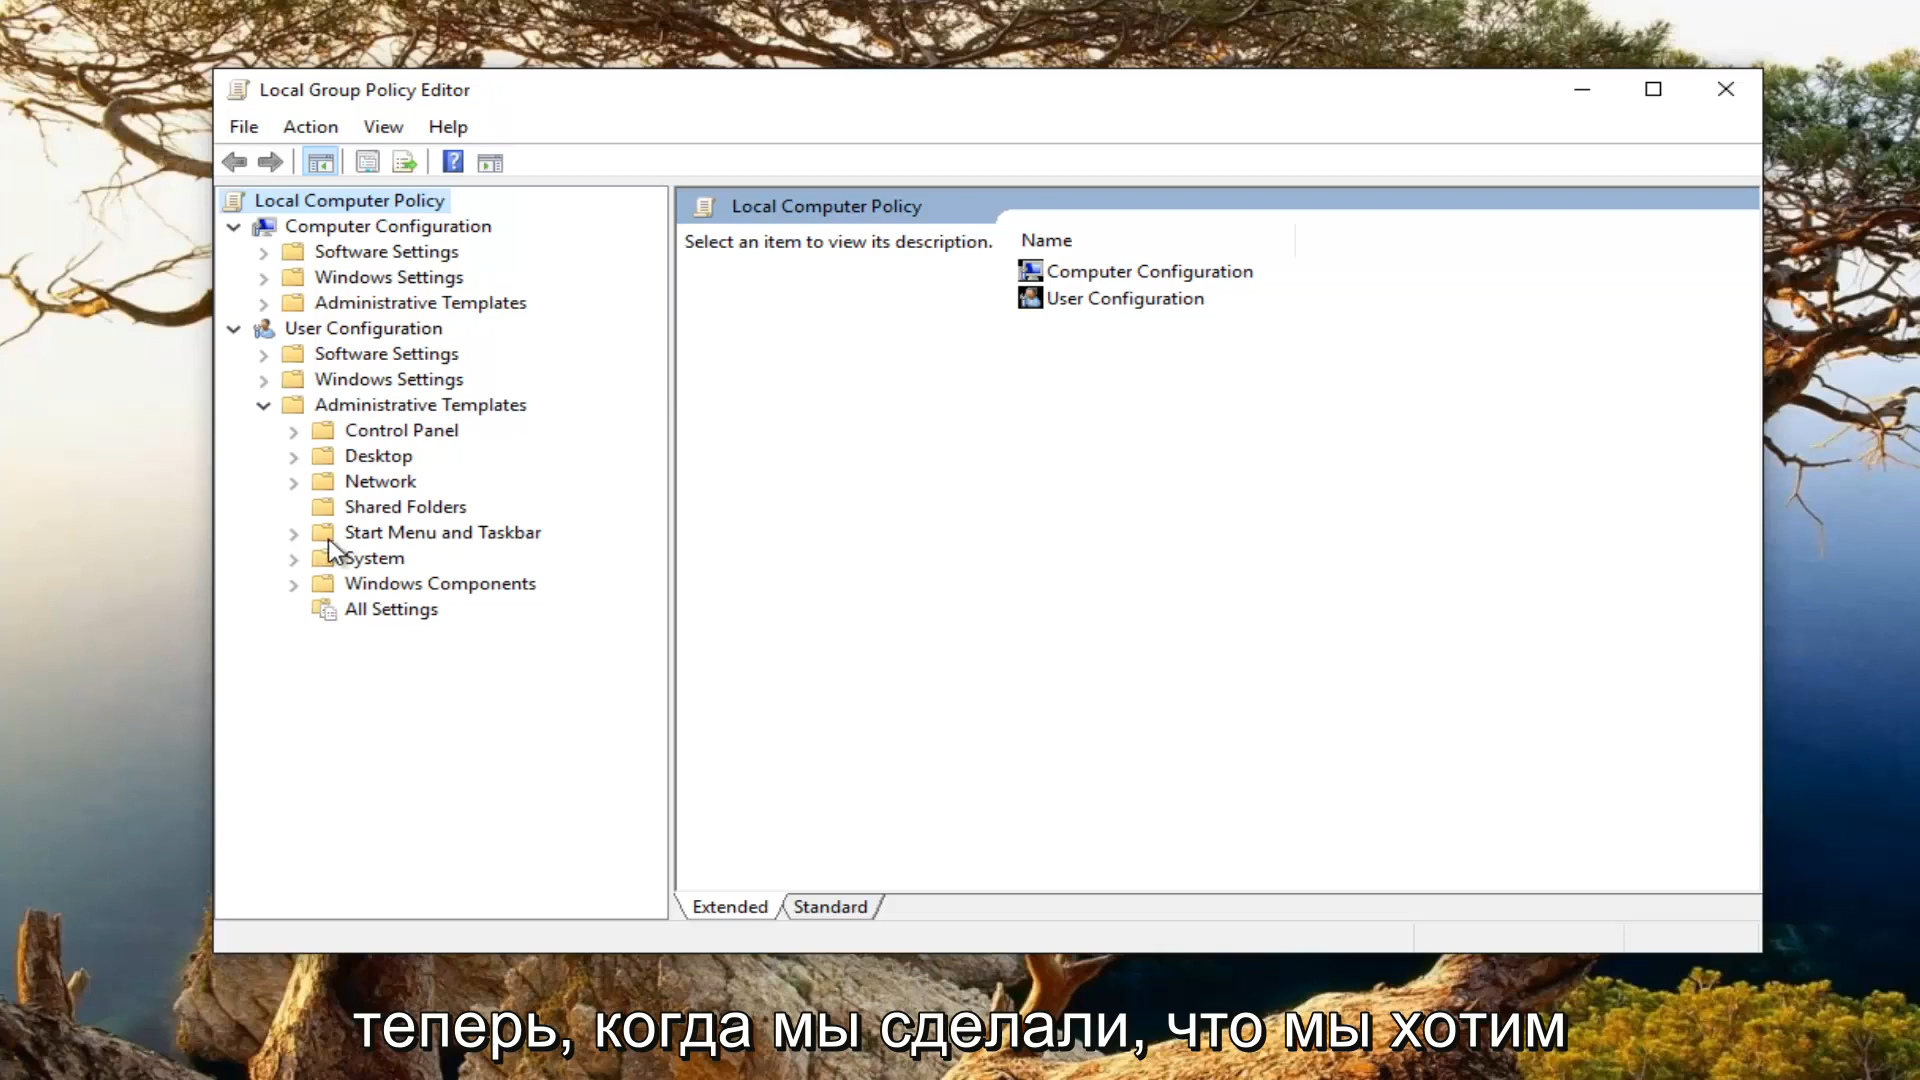 Local Group Policy Editor
File Action View Help
Local Computer Policy
Computer Configuration
Software Settings
Windows Settings
Administrative Templates
User Configuration
Software Settings
Windows Settings
Administrative Templates
Control Panel
Desktop
Network
Shared Folders
Start Menu and Taskbar
System
Windows Components
All Settings
Local Computer Policy
Select an item to view its description.
Name
Computer Configuration
User Configuration
Extended Standard
теперь, когда мы сделали, что мы хотим